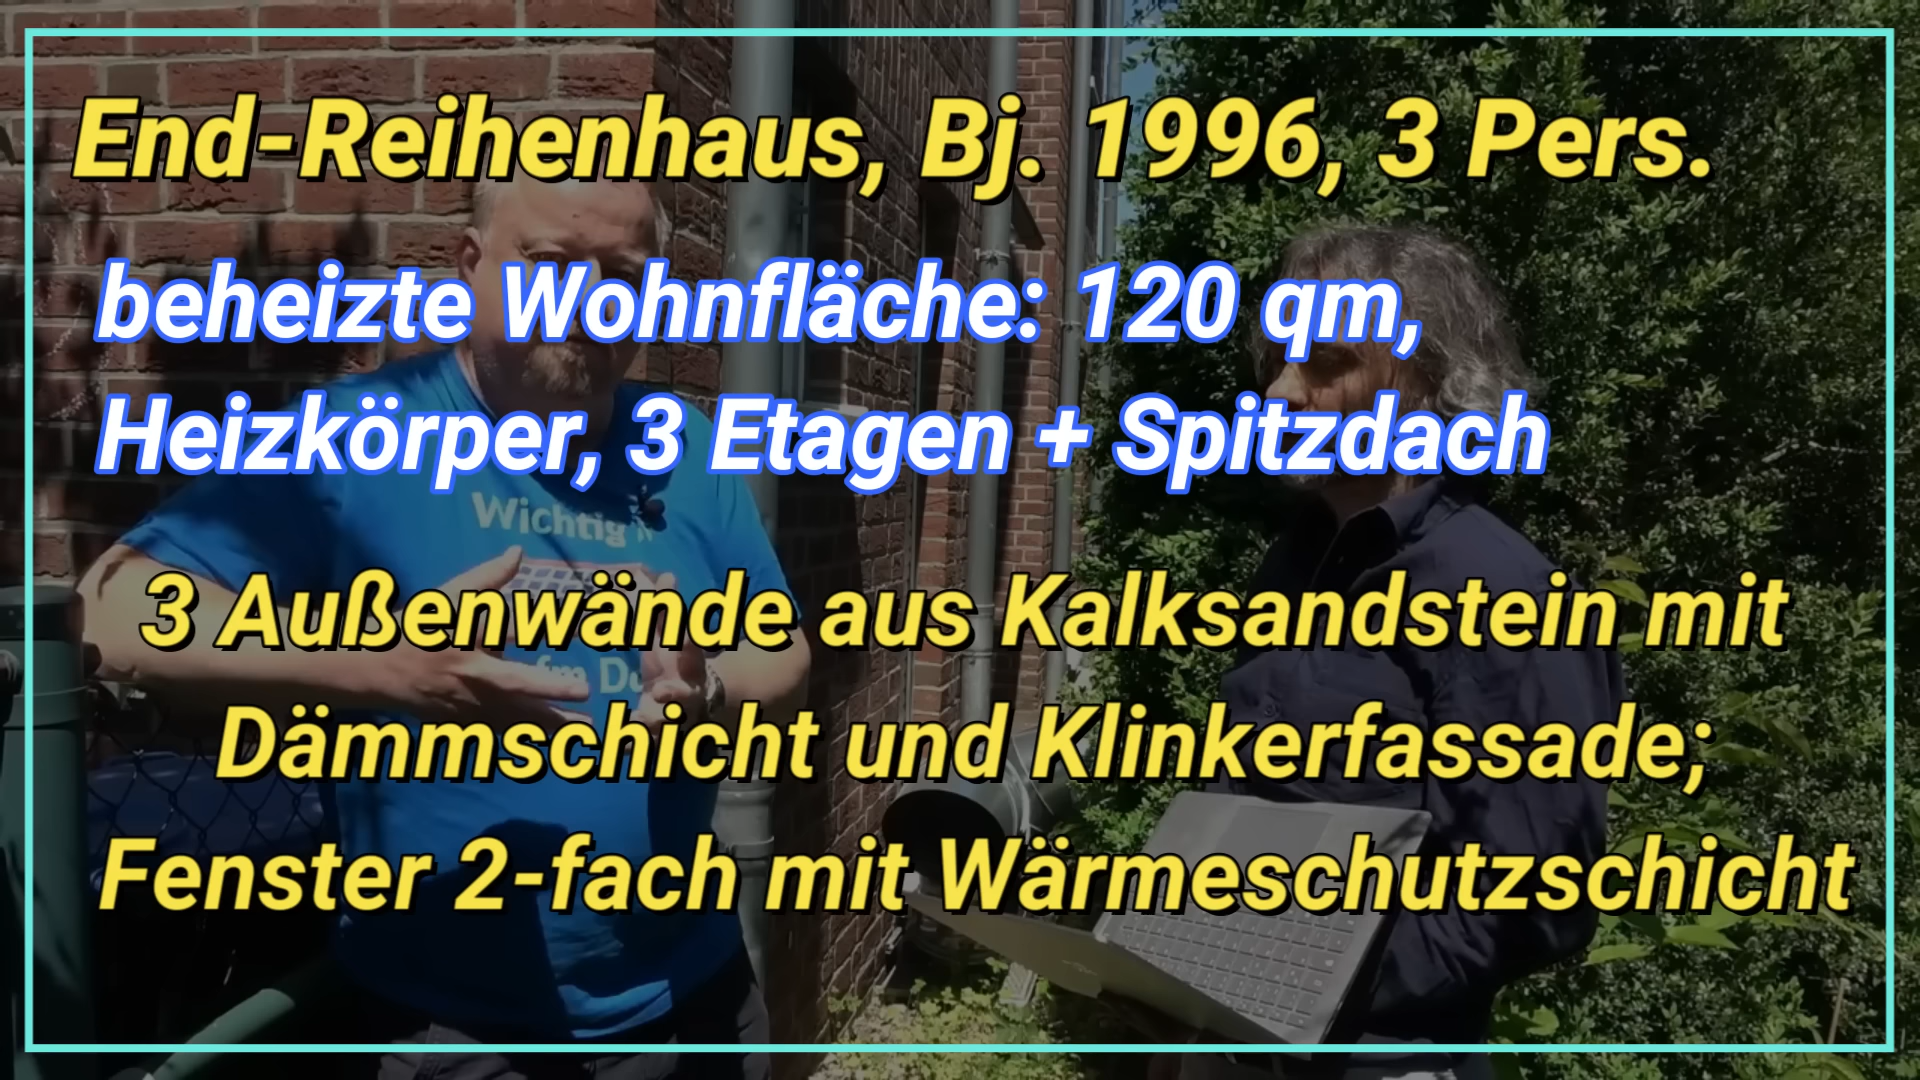 End-Reihenhaus, Bj. 1996, 3 Pers.
beheizte Wohnfläche: 120 qm,
Heizkörper, 3 Etagen + Spitzdach
Wichtig
3 Außenwände aus Kalksandstein mit
Dämmschicht und Klinkerfassade;
Fenster 2-fach mit Wärmeschutzschicht